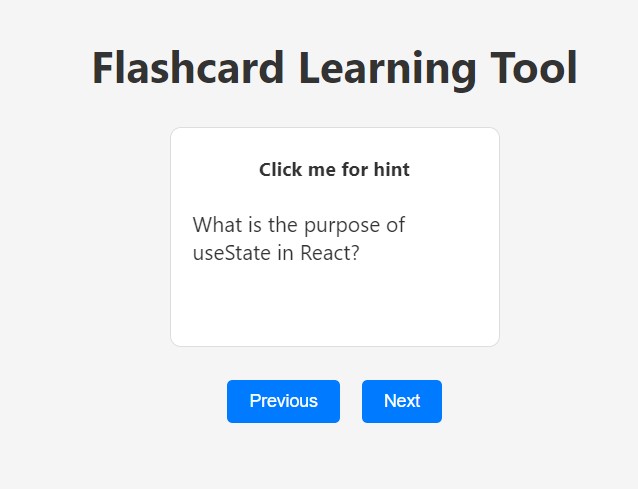 Flashcard Learning Tool
Click me for hint
What is the purpose of
useState in React?
Previous
Next